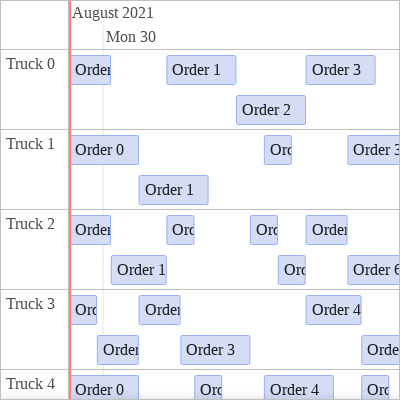 August 2021
Mon 30
Truck 0
Order
Order 1
Order 3
Order 2
Truck 1
Order 0
Ord
Order 3
Order 1
Truck 2
Order
Ord
Ord
Order
Order 1
Ord
Order 6
Truck 3
Ord
Order
Order 4
Order
Order 3
Orde
Truck 4
Order 0
Ord
Order 4
Ord